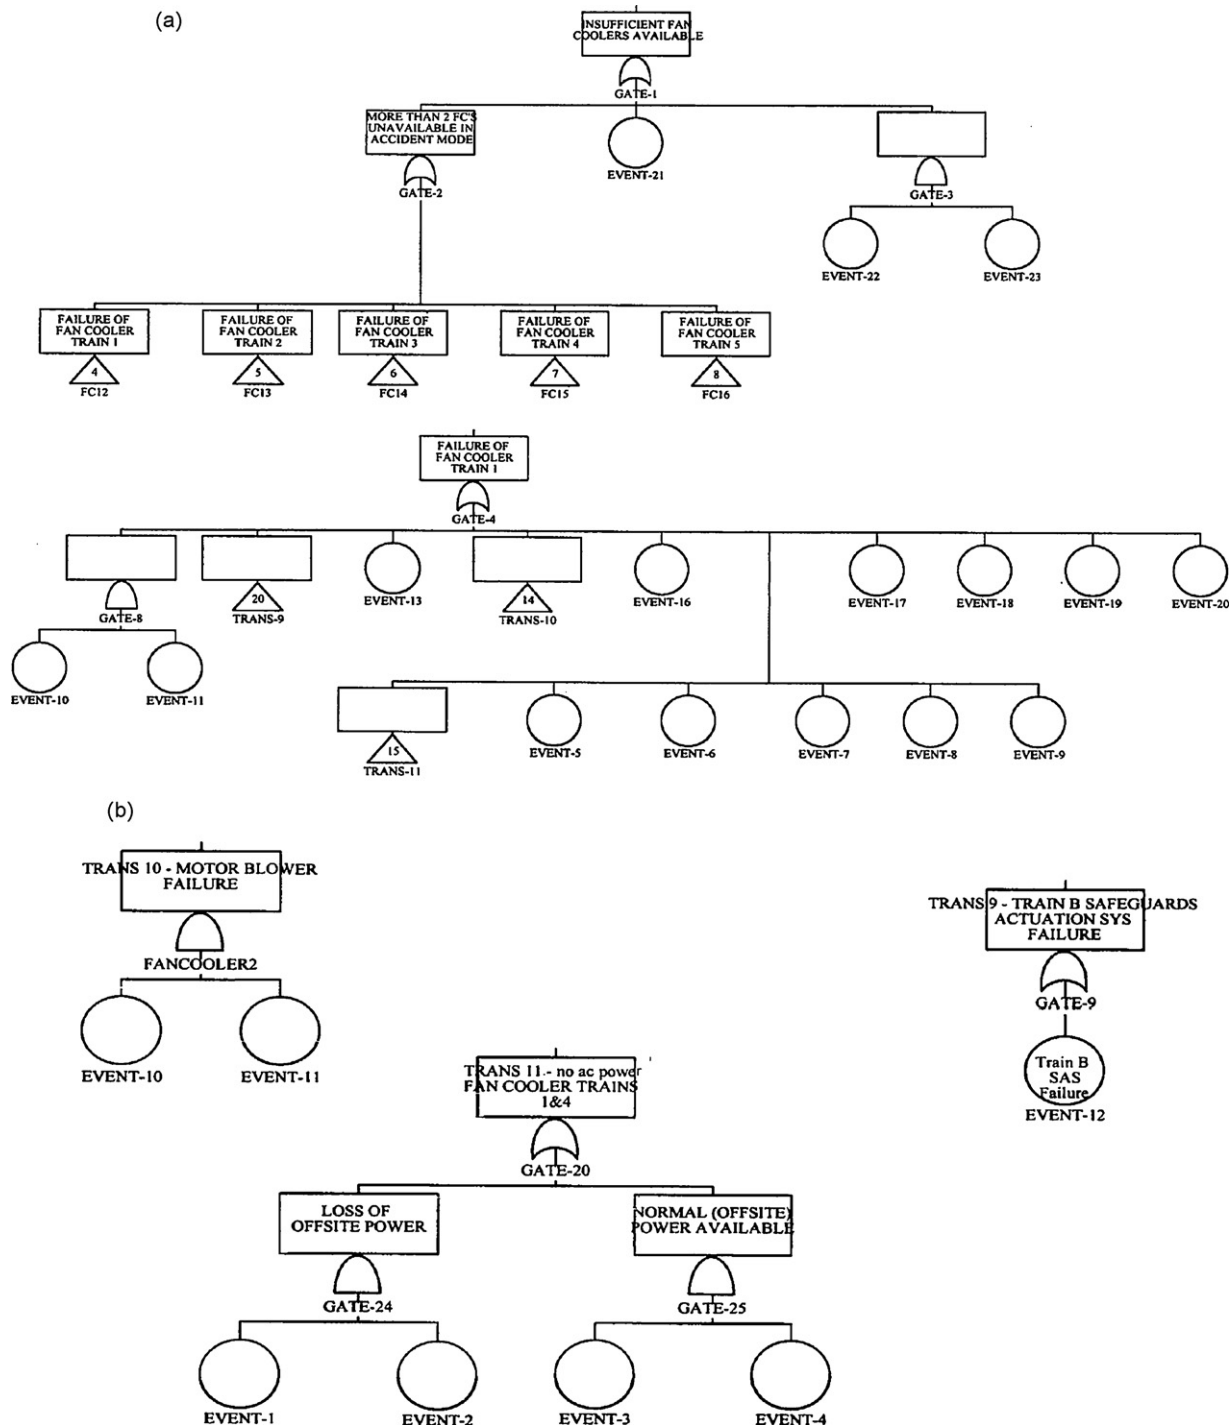 (a)
INSUFFICIENT FAN
COOLERS AVAILABLE
GATE-1
MORE THAN 2 FC'S
UNAVAILABLE IN
ACCIDENT MODE
GATE-2
EVENT-21
GATE-3
EVENT-22
EVENT-23
FAILURE OF
FAN COOLER
TRAIN 1
4
FC12
FAILURE OF
FAN COOLER
TRAIN 2
5
FC13
FAILURE OF
FAN COOLER
TRAIN 3
6
FC14
FAILURE OF
FAN COOLER
TRAIN 4
7
FC15
FAILURE OF
FAN COOLER
TRAIN 5
8
FC16
FAILURE OF
FAN COOLER
TRAIN 1
GATE-4
GATE-8
20
TRANS-9
EVENT-13
14
TRANS-10
EVENT-16
EVENT-17
EVENT-18
EVENT-19
EVENT-20
EVENT-10
EVENT-11
15
TRANS-11
EVENT-5
EVENT-6
EVENT-7
EVENT-8
EVENT-9
(b)
TRANS 10 - MOTOR BLOWER
FAILURE
FANCOOLER2
EVENT-10
EVENT-11
TRANS 9 - TRAIN B SAFEGUARDS
ACTUATION SYS
FAILURE
GATE-9
Train B
SAS
Failure
EVENT-12
TRANS 11.- no ac power
FAN COOLER TRAINS
1&4
GATE-20
LOSS OF
OFFSITE POWER
GATE-24
NORMAL (OFFSITE)
POWER AVAILABLE
GATE-25
EVENT-1
EVENT-2
EVENT-3
EVENT-4